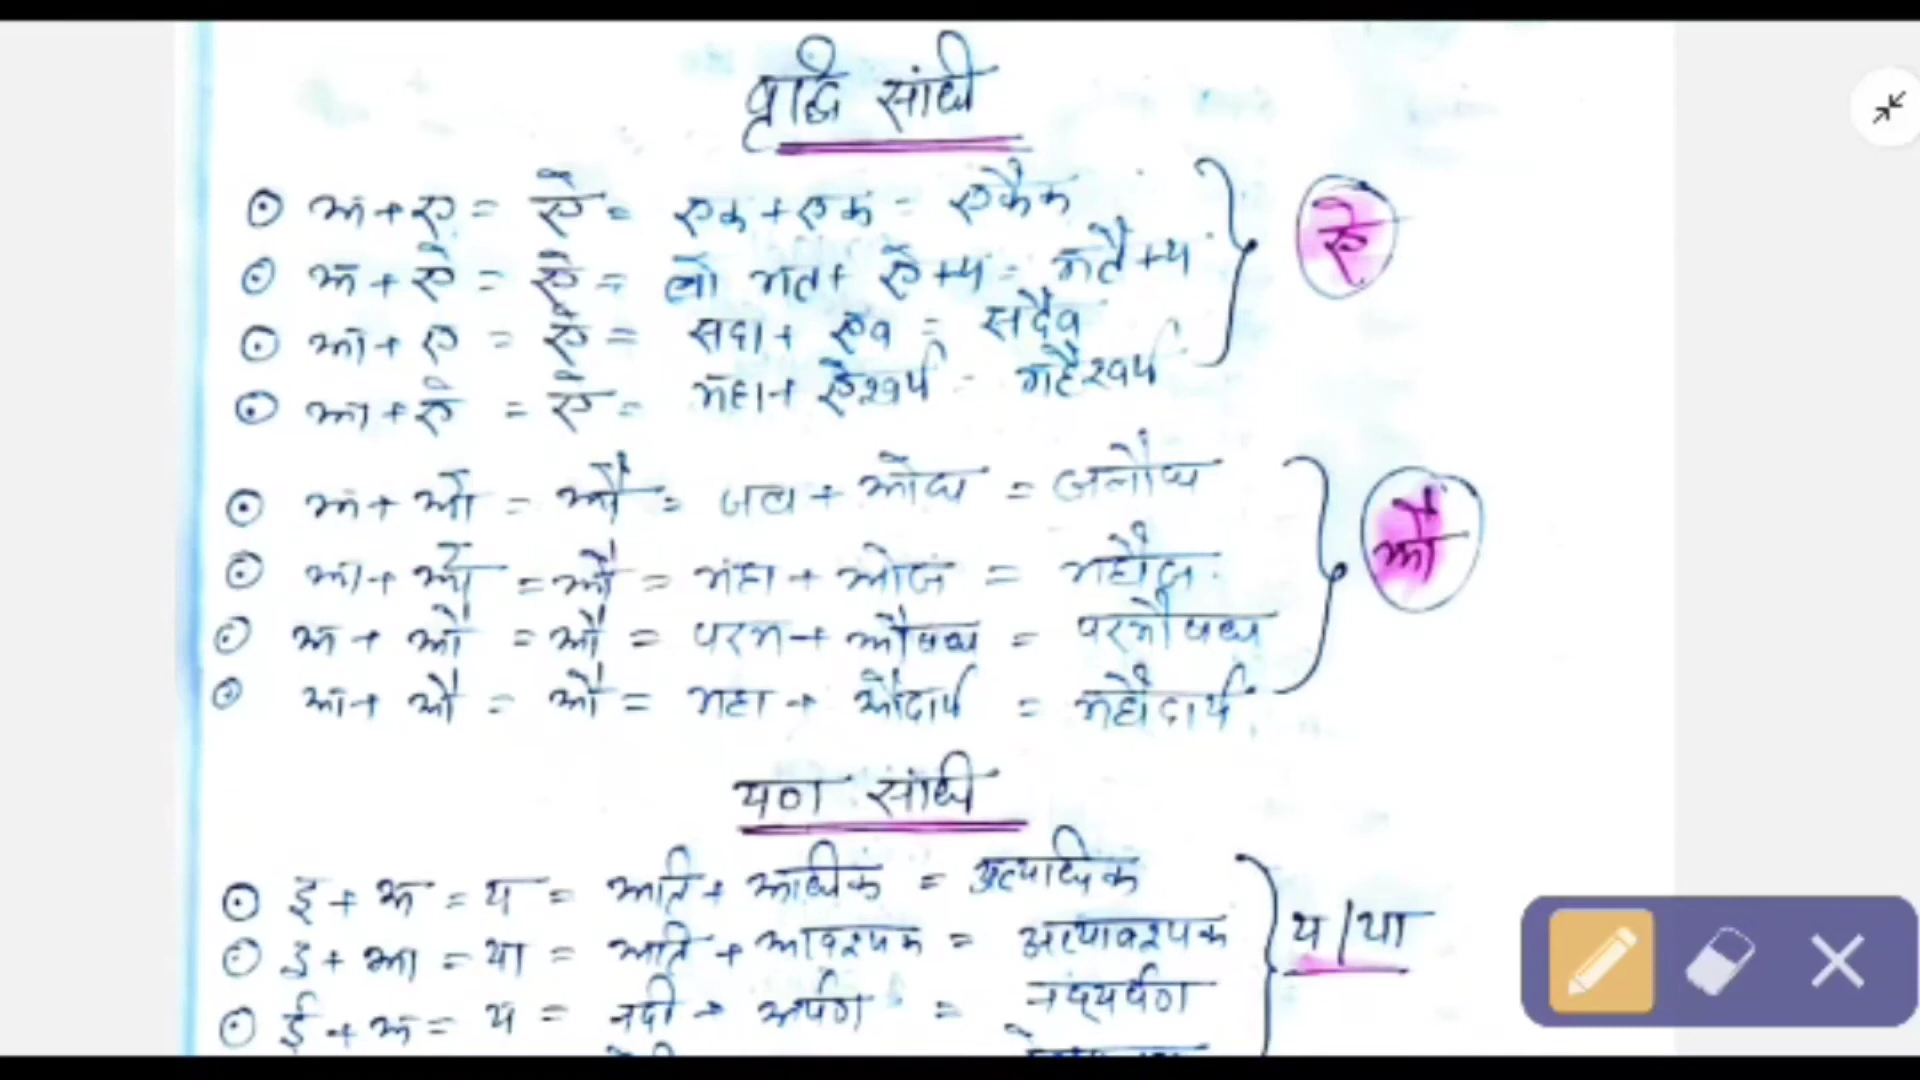 वृद्धि संधी
अ + ए = ऐ = एक + एक = एकैक
अ + ऐ = ऐ = मत + ऐ+य = मतै+य
आ + ए = ऐ = सदा + एव = सदैव
आ + ऐ = ऐ = महा + ऐश्वर्य = महैश्वर्य
ऐ
अ + ओ = औ = जल + ओघ = जलौघ
आ + ओ = औ = महा + ओज = महौज
अ + औ = औ = परम + औषध = परमौषध
आ + औ = औ = महा + औदार्य = महौदार्य
औ
यण संधी
इ + अ = य = अति + अधिक = अत्याधिक
इ + आ = या = अति + आवश्यक = अत्यावश्यक
ई + अ = य = नदी + अर्पण = नद्यर्पण
य / या